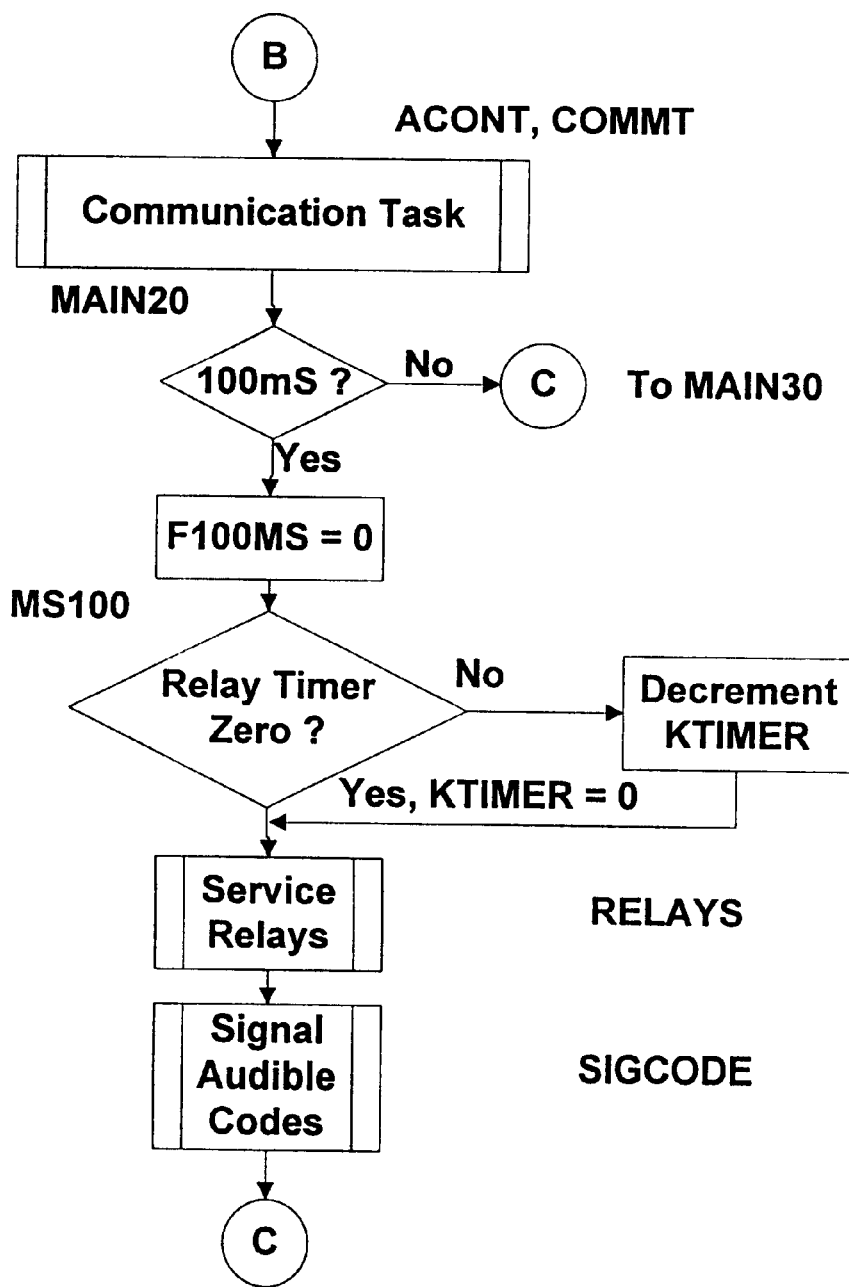 B
ACONT, COMMT
Communication Task
MAIN20
100mS ?
No
C
To MAIN30
Yes
F100MS = 0
MS100
Relay Timer
Zero ?
No
Decrement
KTIMER
Yes, KTIMER = 0
Service
Relays
RELAYS
Signal
Audible
Codes
SIGCODE
C